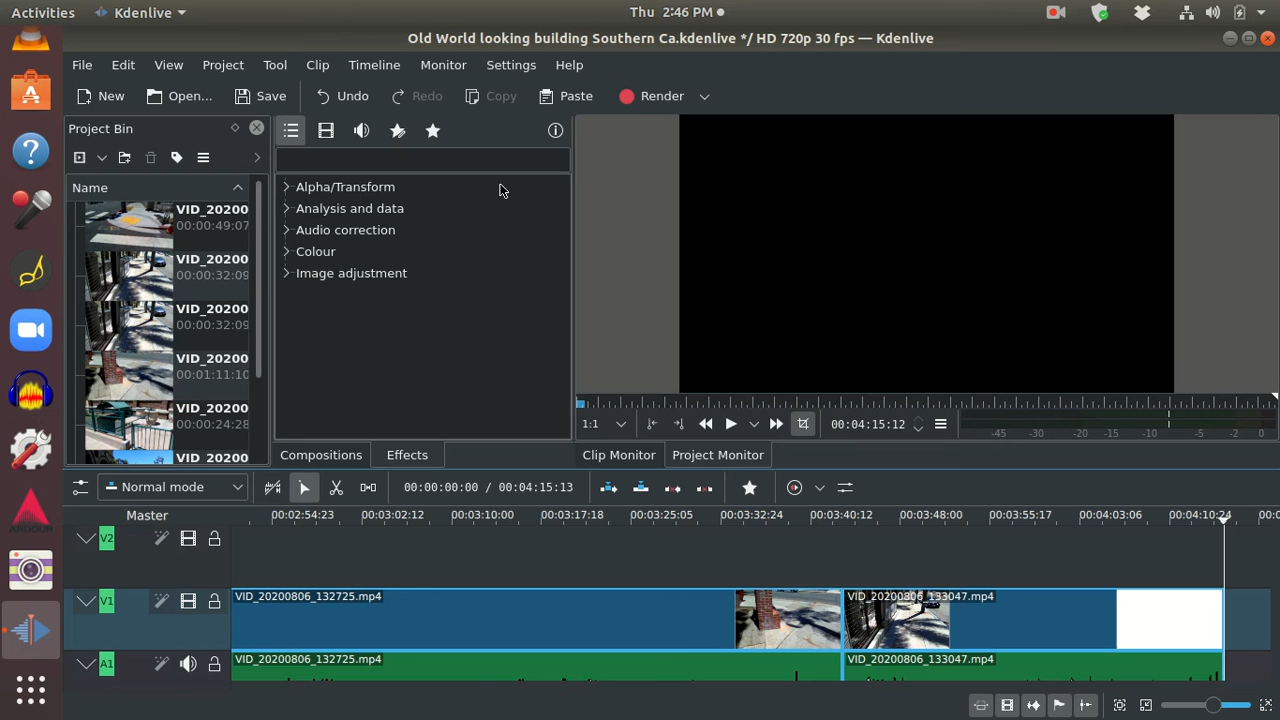 Activities Kdenlive Thu 2:46 PM
Old World looking building Southern Ca.kdenlive */ HD 720p 30 fps — Kdenlive
File Edit View Project Tool Clip Timeline Monitor Settings Help
New Open... Save Undo Redo Copy Paste Render
Project Bin
Name
VID_20200
00:00:49:07
VID_20200
00:00:32:09
VID_20200
00:00:32:09
VID_20200
00:01:11:10
VID_20200
00:00:24:28
VID_20200
Alpha/Transform
Analysis and data
Audio correction
Colour
Image adjustment
Compositions Effects
1:1 00:04:15:12 -45 -30 -20 -15 -10 -5 -2 0
Clip Monitor Project Monitor
Normal mode 00:00:00:00 / 00:04:15:13
Master 00:02:54:23 00:03:02:12 00:03:10:00 00:03:17:18 00:03:25:05 00:03:32:24 00:03:40:12 00:03:48:00 00:03:55:17 00:04:03:06 00:04:10:24 00:0
V2
V1 VID_20200806_132725.mp4 VID_20200806_133047.mp4
A1 VID_20200806_132725.mp4 VID_20200806_133047.mp4